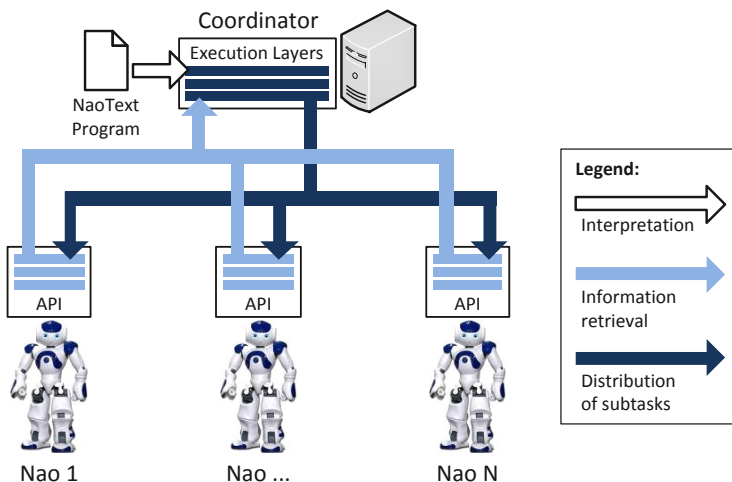 Coordinator
Execution Layers
NaoText
Program
API
API
API
Nao 1
Nao ...
Nao N
Legend:
Interpretation
Information
retrieval
Distribution
of subtasks